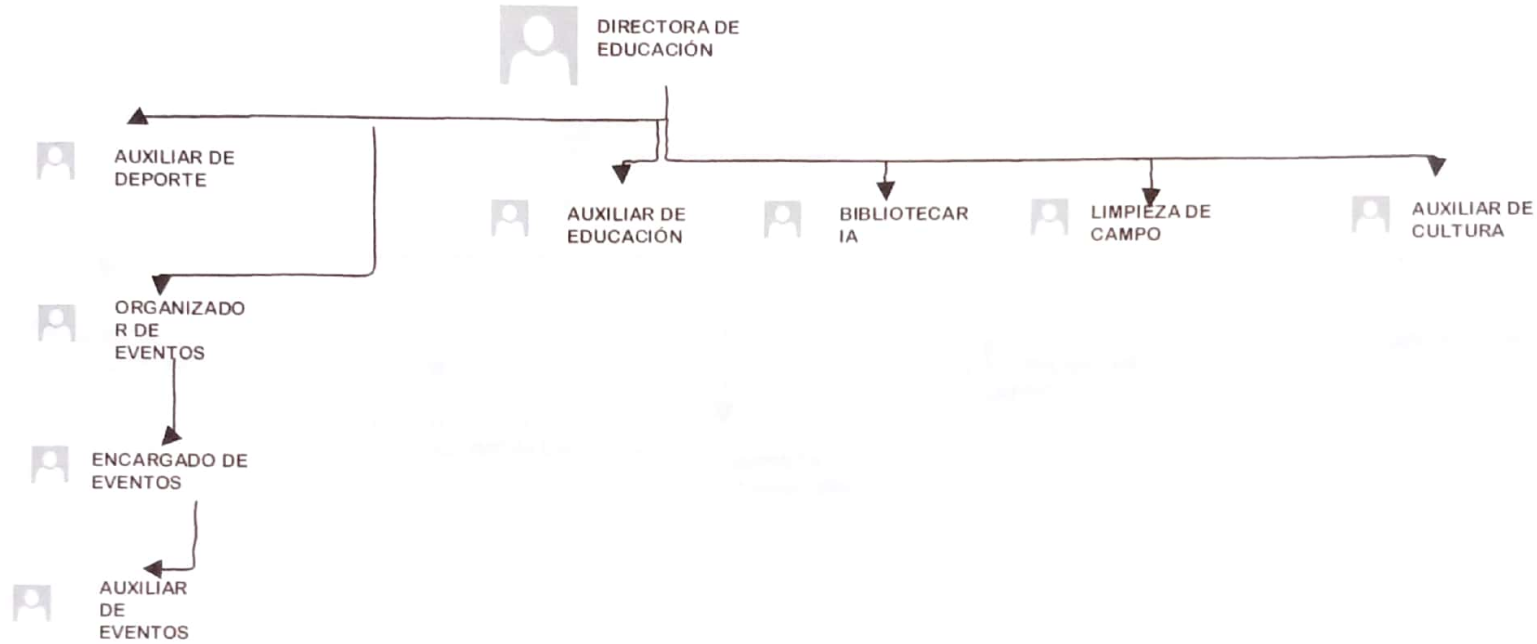 DIRECTORA DE
EDUCACIÓN
AUXILIAR DE
DEPORTE
AUXILIAR DE
EDUCACIÓN
BIBLIOTECAR
IA
LIMPIEZA DE
CAMPO
AUXILIAR DE
CULTURA
ORGANIZADO
R DE
EVENTOS
ENCARGADO DE
EVENTOS
AUXILIAR
DE
EVENTOS